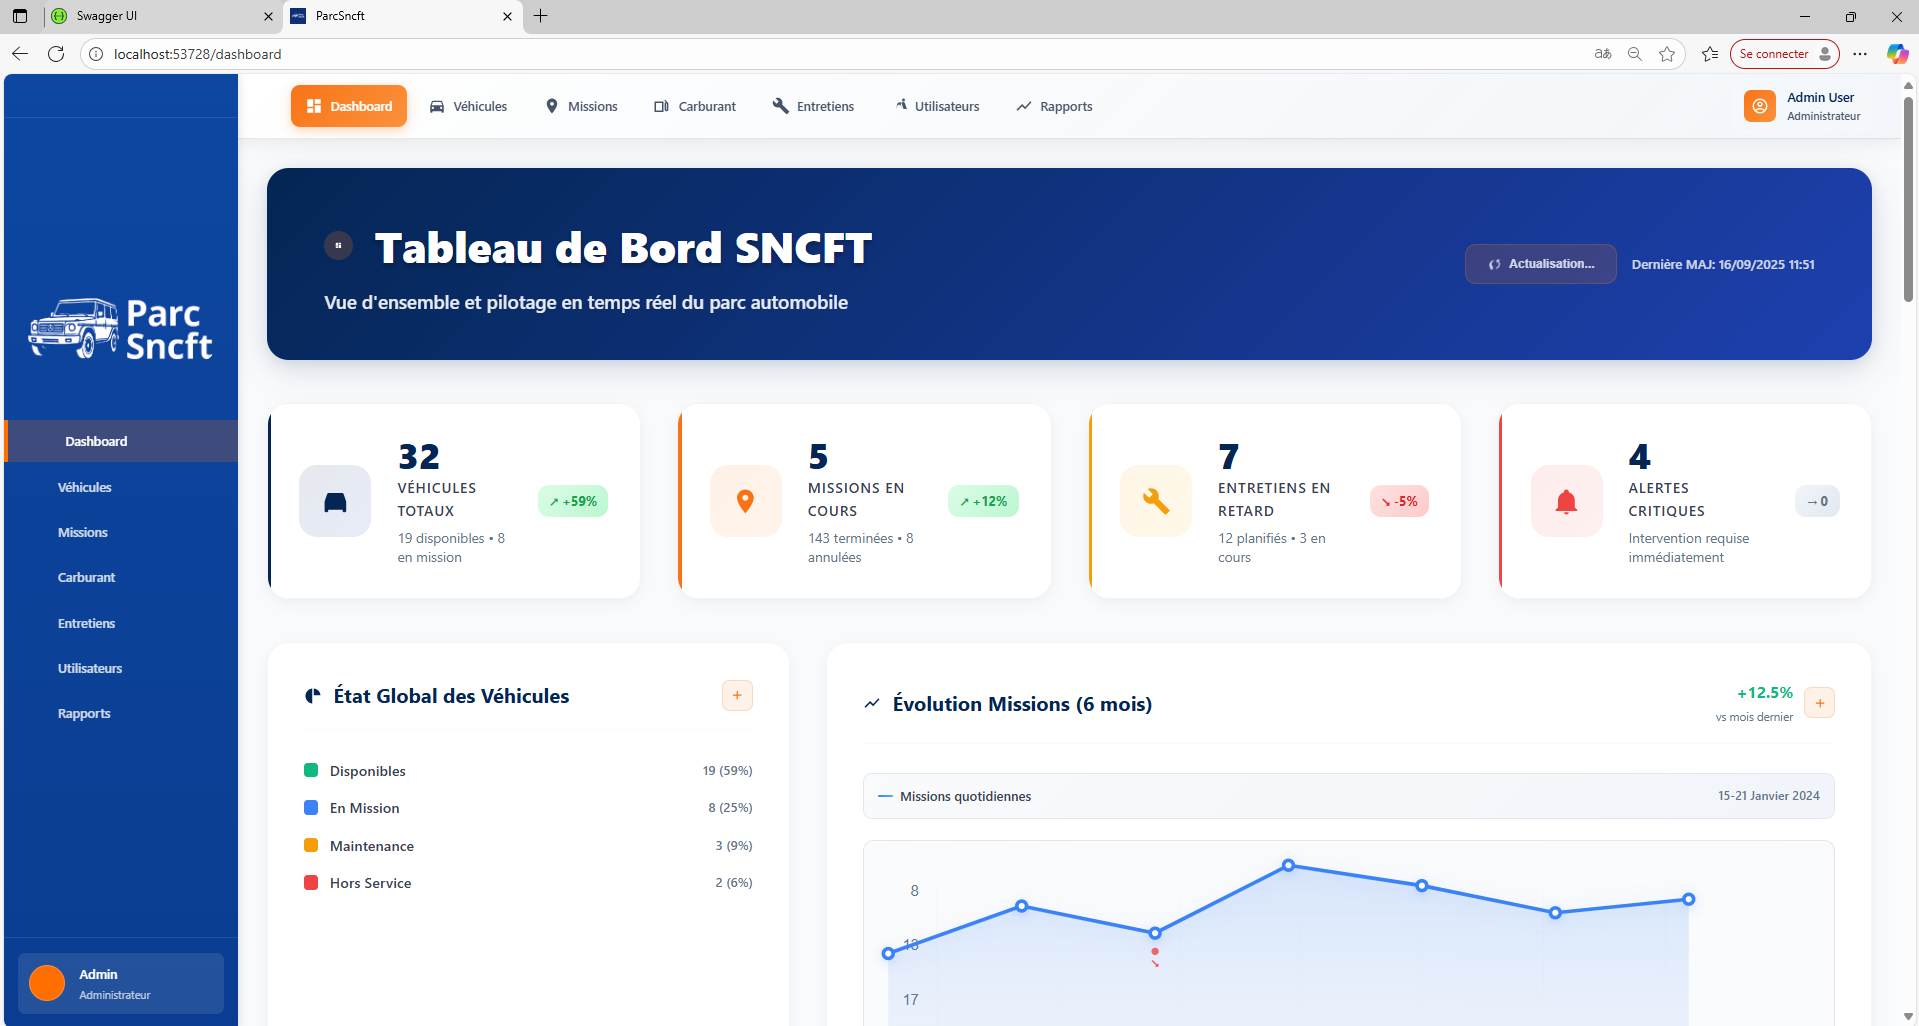 Swagger UI
ParcSncft
localhost:53728/dashboard
aあ
Se connecter
Parc
Sncft
Dashboard
Véhicules
Missions
Carburant
Entretiens
Utilisateurs
Rapports
Admin
Administrateur
Dashboard
Véhicules
Missions
Carburant
Entretiens
Utilisateurs
Rapports
Admin User
Administrateur
Tableau de Bord SNCFT
Vue d'ensemble et pilotage en temps réel du parc automobile
Actualisation...
Dernière MAJ: 16/09/2025 11:51
32
VÉHICULES
TOTAUX
19 disponibles • 8
en mission
↗ +59%
5
MISSIONS EN
COURS
143 terminées • 8
annulées
↗ +12%
7
ENTRETIENS EN
RETARD
12 planifiés • 3 en
cours
↘ -5%
4
ALERTES
CRITIQUES
Intervention requise
immédiatement
→ 0
État Global des Véhicules
+
Disponibles 19 (59%)
En Mission 8 (25%)
Maintenance 3 (9%)
Hors Service 2 (6%)
Évolution Missions (6 mois)
+12.5%
vs mois dernier
+
Missions quotidiennes
15-21 Janvier 2024
8
13
17